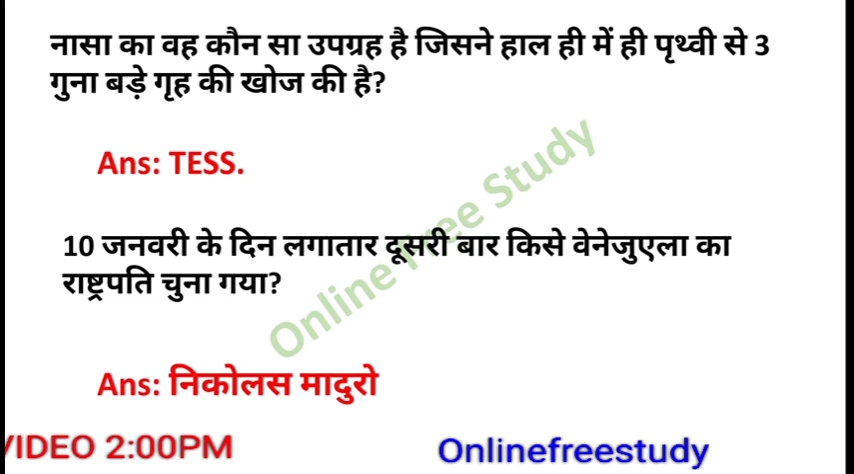 नासा का वह कौन सा उपग्रह है जिसने हाल ही में ही पृथ्वी से 3
गुना बड़े गृह की खोज की है?
Ans: TESS.
Online Free Study
10 जनवरी के दिन लगातार दूसरी बार किसे वेनेजुएला का
राष्ट्रपति चुना गया?
Ans: निकोलस मादुरो
VIDEO 2:00PM
Onlinefreestudy